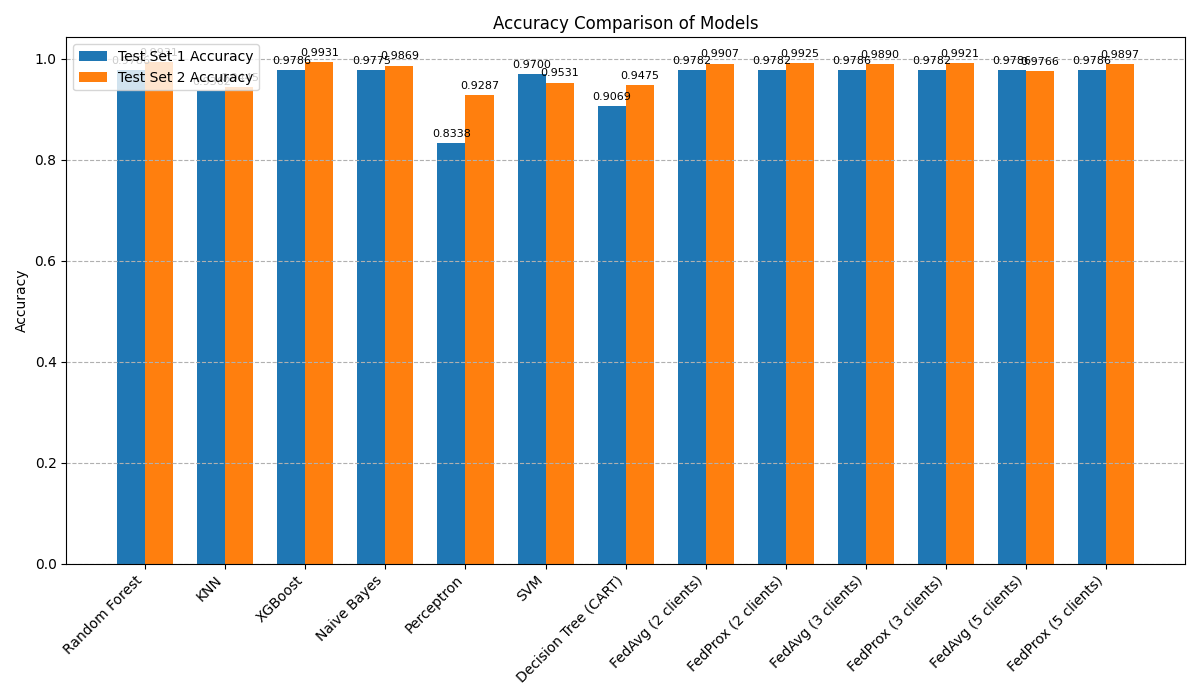 Accuracy Comparison of Models
Test Set 1 Accuracy
Test Set 2 Accuracy
0.9786 0.9931
0.9775 0.9869
0.8338 0.9287
0.9700 0.9531
0.9069 0.9475
0.9782 0.9907
0.9782 0.9925
0.9786 0.9890
0.9782 0.9921
0.9786 0.9766
0.9786 0.9897
Accuracy
1.0
0.8
0.6
0.4
0.2
0.0
Random Forest
KNN
XGBoost
Naive Bayes
Perceptron
SVM
Decision Tree (CART)
FedAvg (2 clients)
FedProx (2 clients)
FedAvg (3 clients)
FedProx (3 clients)
FedAvg (5 clients)
FedProx (5 clients)